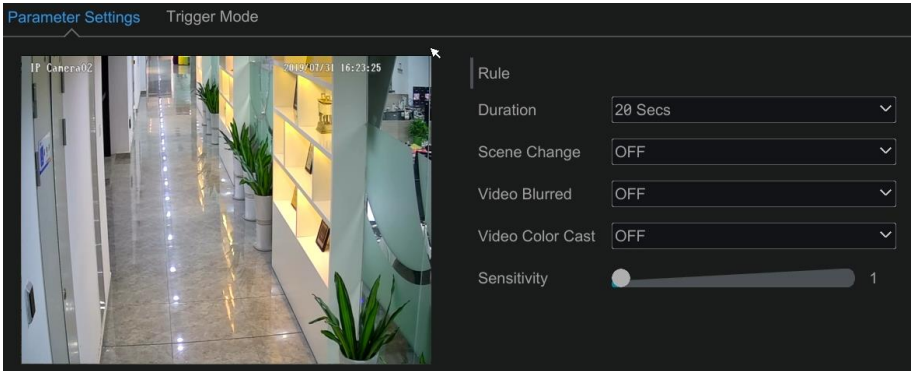 Parameter Settings Trigger Mode
IP Camera02 2019/07/31 16:23:25
Rule
Duration 20 Secs
Scene Change OFF
Video Blurred OFF
Video Color Cast OFF
Sensitivity 1